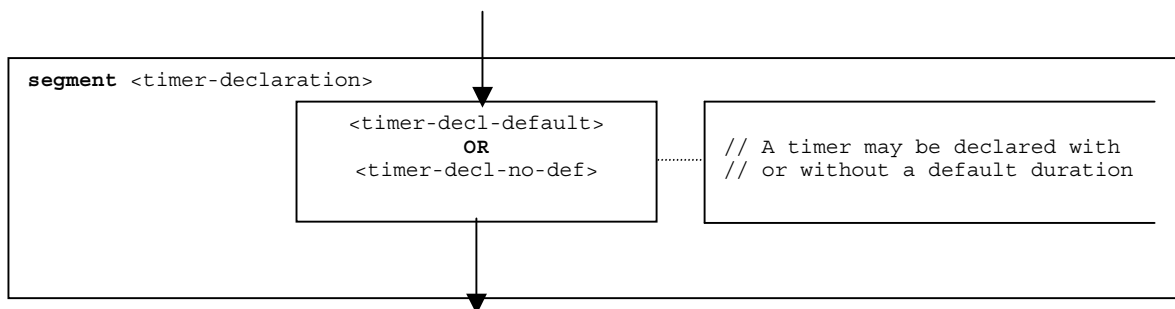 segment <timer-declaration>
<timer-decl-default>
OR
<timer-decl-no-def>
// A timer may be declared with
// or without a default duration